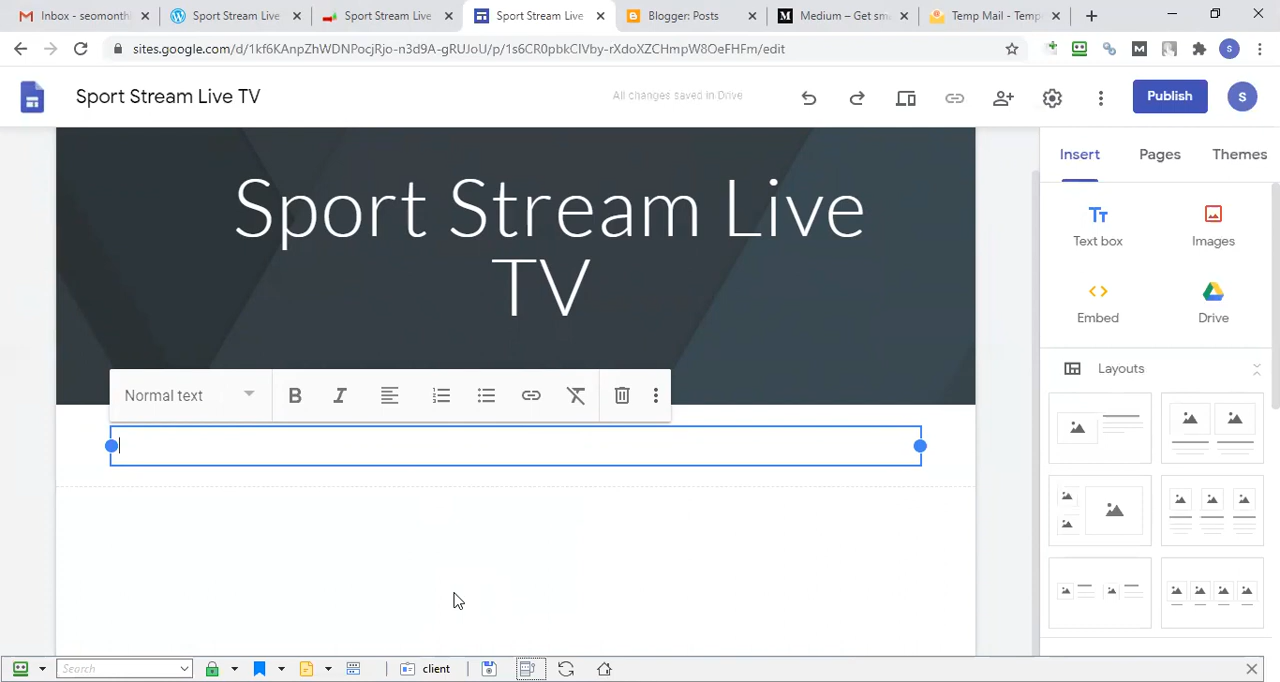 Inbox - seomonthl
Sport Stream Live
Sport Stream Live
Sport Stream Live
Blogger: Posts
Medium – Get sm
Temp Mail - Temp
sites.google.com/d/1kf6KAnpZhWDNPocjRjo-n3d9A-gRUJoU/p/1s6CR0pbkClVby-rXdoXZCHmpW8OeFHFm/edit
M
S
Sport Stream Live TV
All changes saved in Drive
Publish
S
Sport Stream Live
TV
Insert
Pages
Themes
Text box
Images
Embed
Drive
Normal text
B
I
Layouts
Search
client